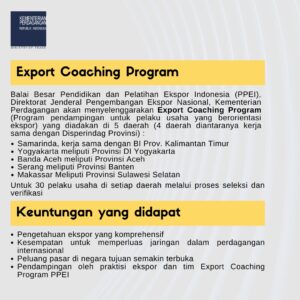 KEMENTERIAN
PERDAGANGAN
REPUBLIK INDONESIA
Export Coaching Program
Balai Besar Pendidikan dan Pelatihan Ekspor Indonesia (PPEI),
Direktorat Jenderal Pengembangan Ekspor Nasional, Kementerian
Perdagangan akan menyelenggarakan Export Coaching Program
(Program pendampingan untuk pelaku usaha yang berorientasi
ekspor) yang diadakan di 5 daerah (4 daerah diantaranya kerja
sama dengan Disperindag Provinsi) :
• Samarinda, kerja sama dengan BI Prov. Kalimantan Timur
• Yogyakarta meliputi Provinsi DI Yogyakarta
• Banda Aceh meliputi Provinsi Aceh
• Serang meliputi Provinsi Banten
• Makassar Meliputi Provinsi Sulawesi Selatan
Untuk 30 pelaku usaha di setiap daerah melalui proses seleksi dan
verifikasi
Keuntungan yang didapat
• Pengetahuan ekspor yang komprehensif
• Kesempatan untuk memperluas jaringan dalam perdagangan
internasional
• Peluang pasar di negara tujuan semakin terbuka
• Pendampingan oleh praktisi ekspor dan tim Export Coaching
Program PPEI